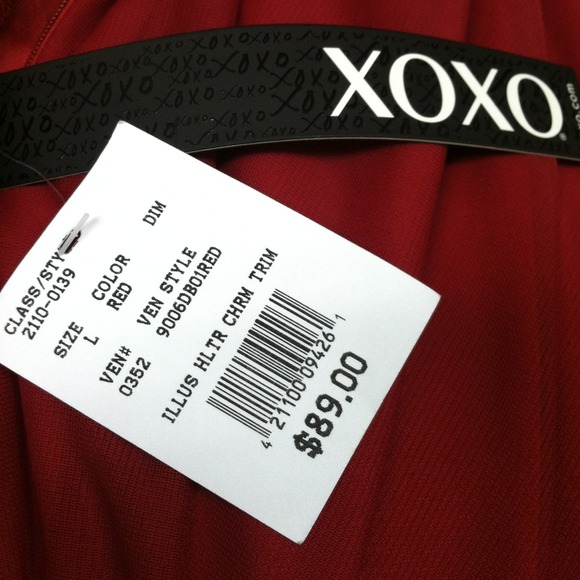 XOXO
®
CLASS/STY
2110-0139
SIZE COLOR DIM
L RED
VEN# VEN STYLE
0352 9006DB01RED
ILLUS HLTR CHRM TRIM
4 21100 09426 1
$89.00